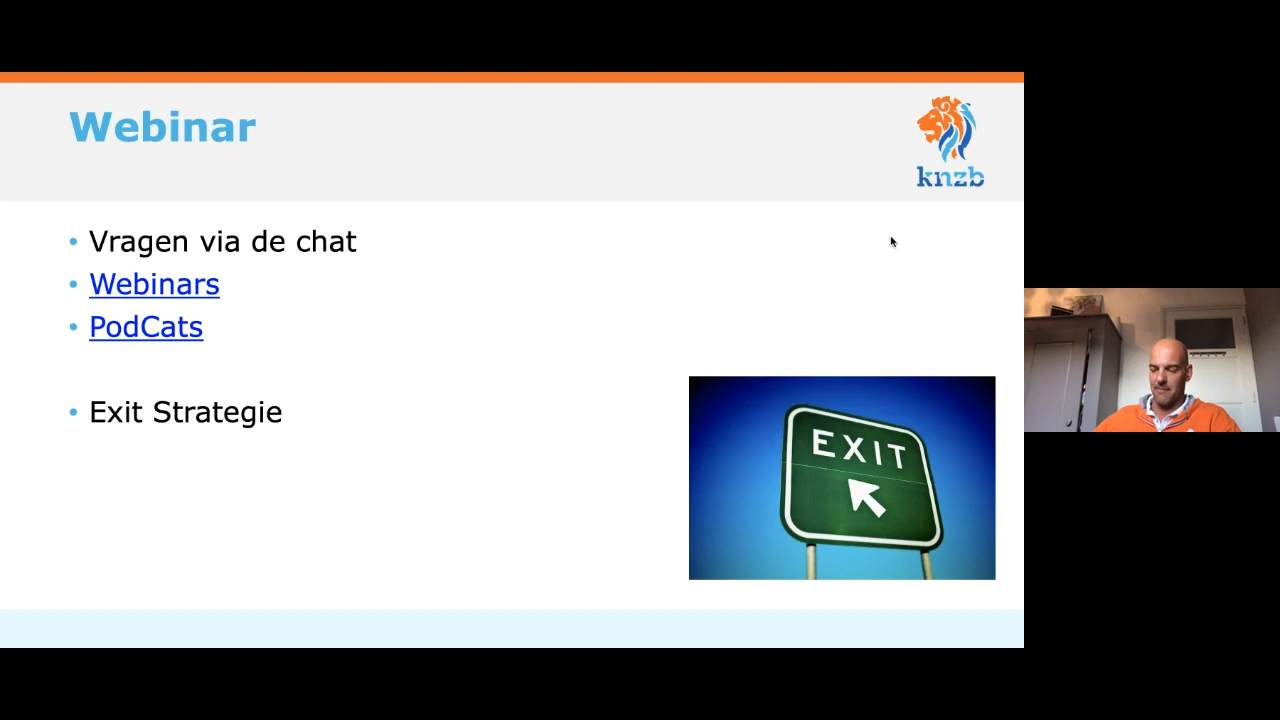 Webinar
knzb
• Vragen via de chat
• Webinars
• PodCats
• Exit Strategie
EXIT